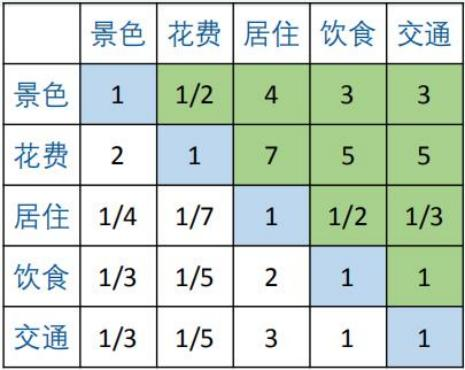 景色 花费 居住 饮食 交通
景色 1 1/2 4 3 3
花费 2 1 7 5 5
居住 1/4 1/7 1 1/2 1/3
饮食 1/3 1/5 2 1 1
交通 1/3 1/5 3 1 1